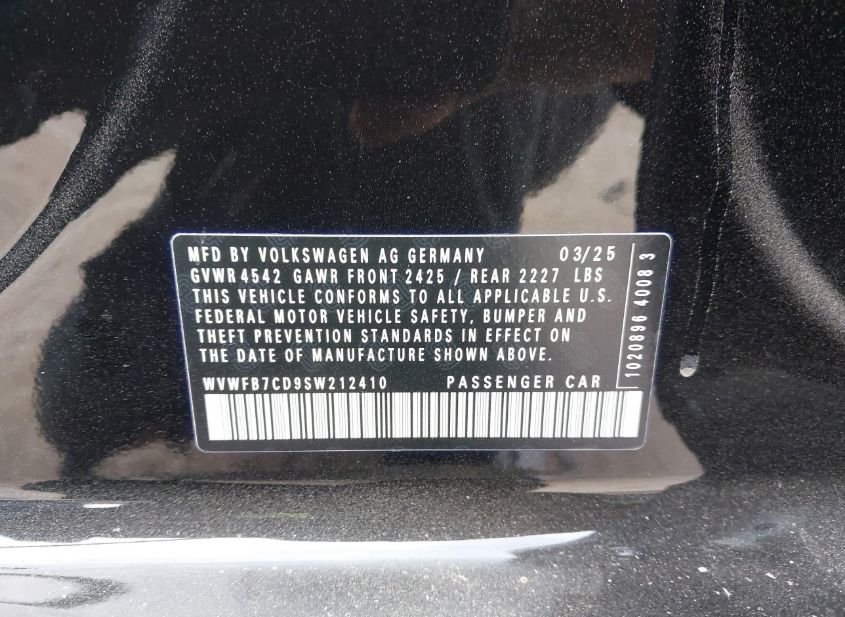 MFD BY VOLKSWAGEN AG GERMANY 03/25
GVWR 4542 GAWR FRONT 2425 / REAR 2227 LBS
THIS VEHICLE CONFORMS TO ALL APPLICABLE U.S.
FEDERAL MOTOR VEHICLE SAFETY, BUMPER AND
THEFT PREVENTION STANDARDS IN EFFECT ON
THE DATE OF MANUFACTURE SHOWN ABOVE.
WVWFB7CD9SW212410 PASSENGER CAR
1020896 4008 3